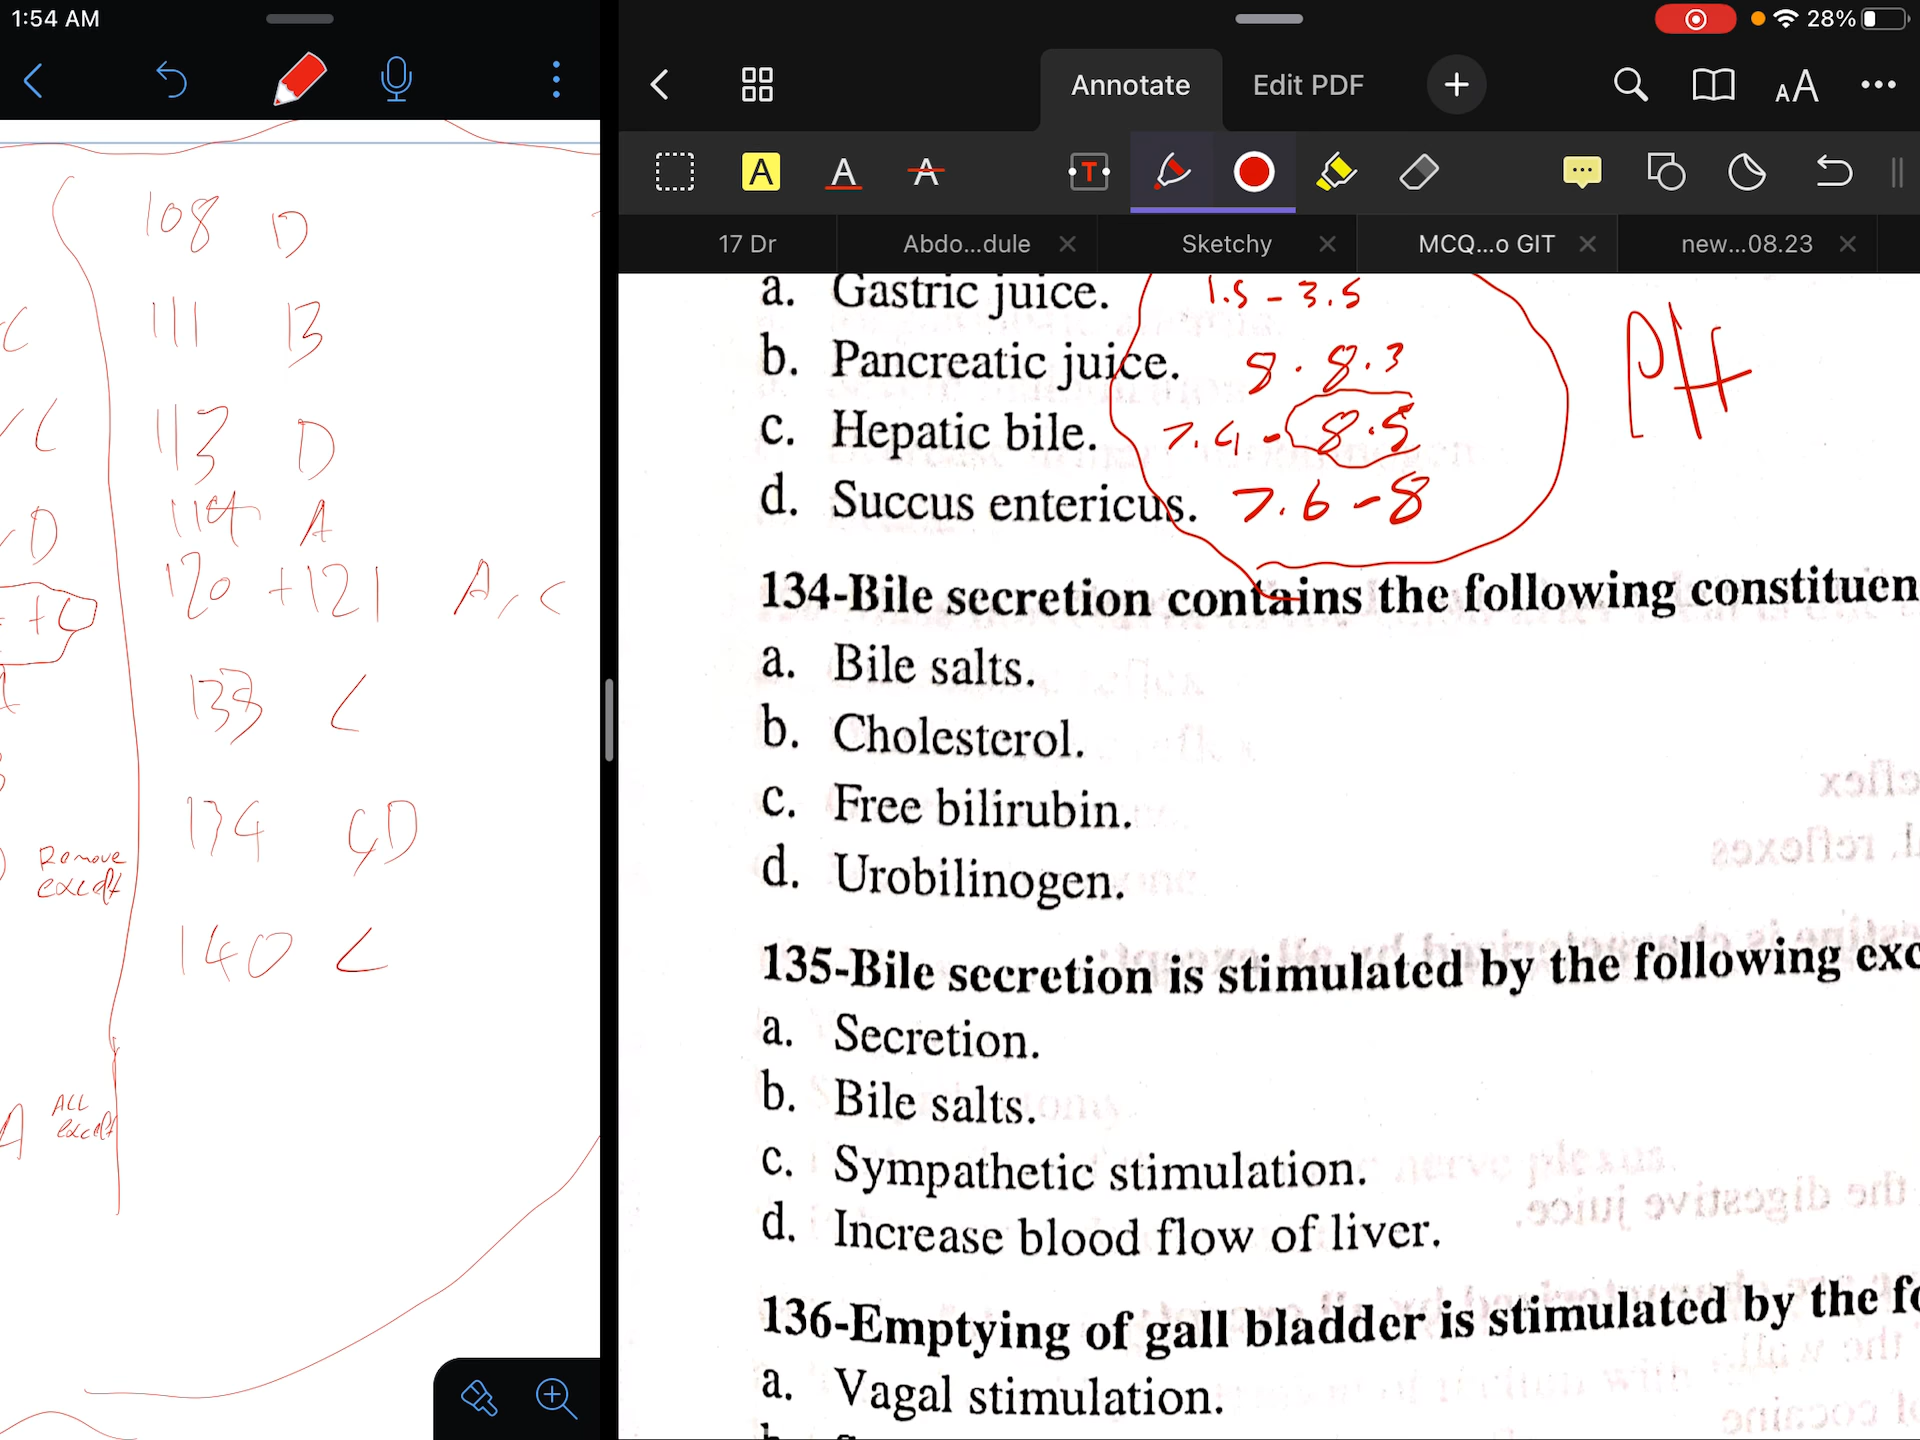 1:54 AM
28%
Annotate
Edit PDF
17 Dr
Abdo...dule
Sketchy
MCQ...o GIT
new...08.23
108 D
111 B
113 D
114 A
120 + 121 A, C
138 C
134 C,D
140 C
C
C
D
+C
Remove
except
A ALL
except
a. Gastric juice. 1.5 - 3.5
b. Pancreatic juice. 8 . 8.3
c. Hepatic bile. 7.4 - 8.5
d. Succus entericus. 7.6 - 8
PH
134-Bile secretion contains the following constituen
a. Bile salts.
b. Cholesterol.
c. Free bilirubin.
d. Urobilinogen.
135-Bile secretion is stimulated by the following exc
a. Secretion.
b. Bile salts.
c. Sympathetic stimulation.
d. Increase blood flow of liver.
136-Emptying of gall bladder is stimulated by the fo
a. Vagal stimulation.